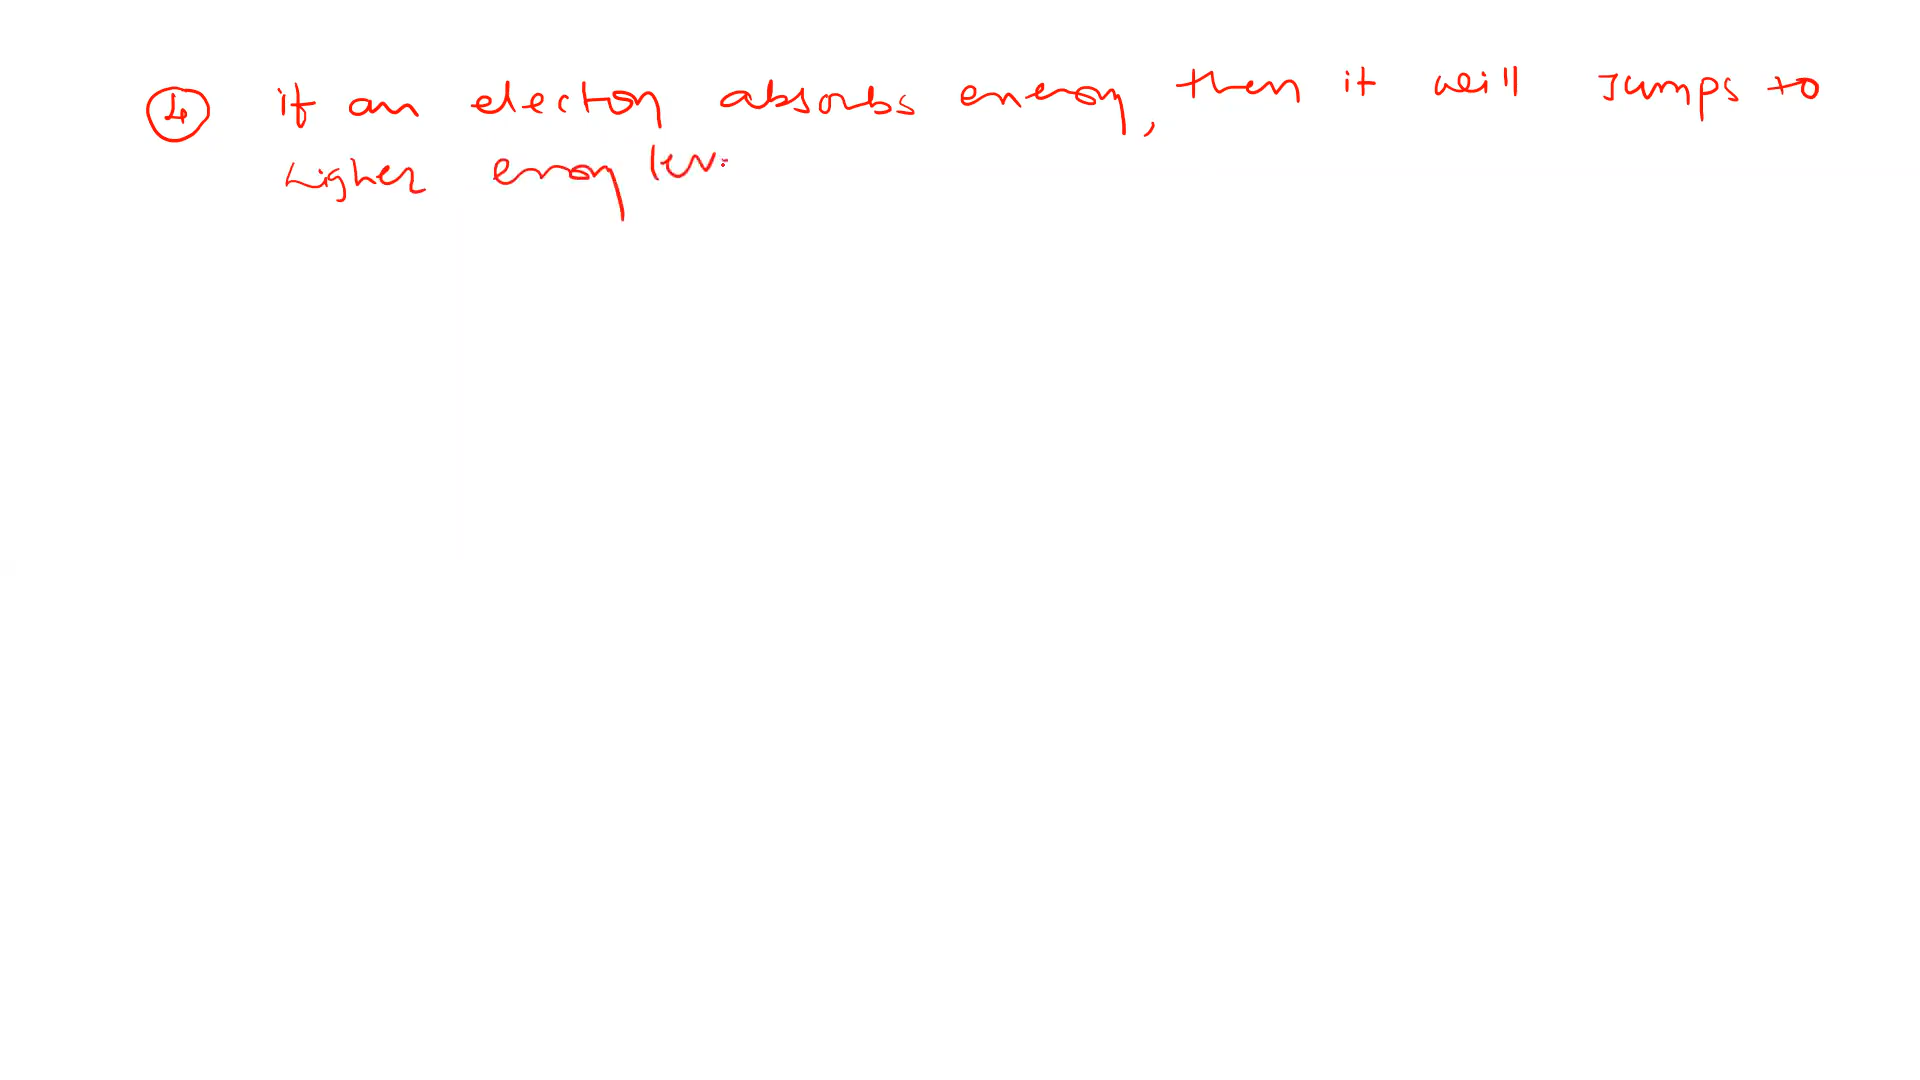 ④ if an electron absorbs energy, then it will Jumps to
higher energy lev